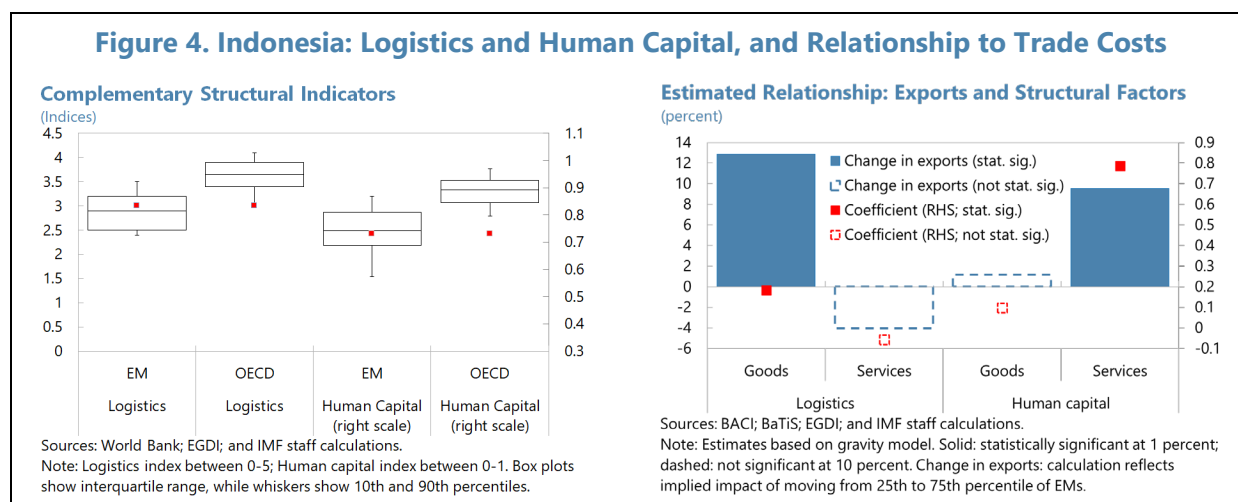 Figure 4. Indonesia: Logistics and Human Capital, and Relationship to Trade Costs
Complementary Structural Indicators
(Indices)
4.5
4
3.5
3
2.5
2
1.5
1
0.5
0
1.1
1
0.9
0.8
0.7
0.6
0.5
0.4
0.3
EM
OECD
EM
OECD
Logistics
Logistics
Human Capital
(right scale)
Human Capital
(right scale)
Sources: World Bank; EGDI; and IMF staff calculations.
Note: Logistics index between 0-5; Human capital index between 0-1. Box plots
show interquartile range, while whiskers show 10th and 90th percentiles.
Estimated Relationship: Exports and Structural Factors
(percent)
14
12
10
8
6
4
2
0
-2
-4
-6
Change in exports (stat. sig.)
Change in exports (not stat. sig.)
Coefficient (RHS; stat. sig.)
Coefficient (RHS; not stat. sig.)
0.9
0.8
0.7
0.6
0.5
0.4
0.3
0.2
0.1
0
-0.1
Goods
Services
Goods
Services
Logistics
Human capital
Sources: BACI; BaTiS; EGDI; and IMF staff calculations.
Note: Estimates based on gravity model. Solid: statistically significant at 1 percent;
dashed: not significant at 10 percent. Change in exports: calculation reflects
implied impact of moving from 25th to 75th percentile of EMs.